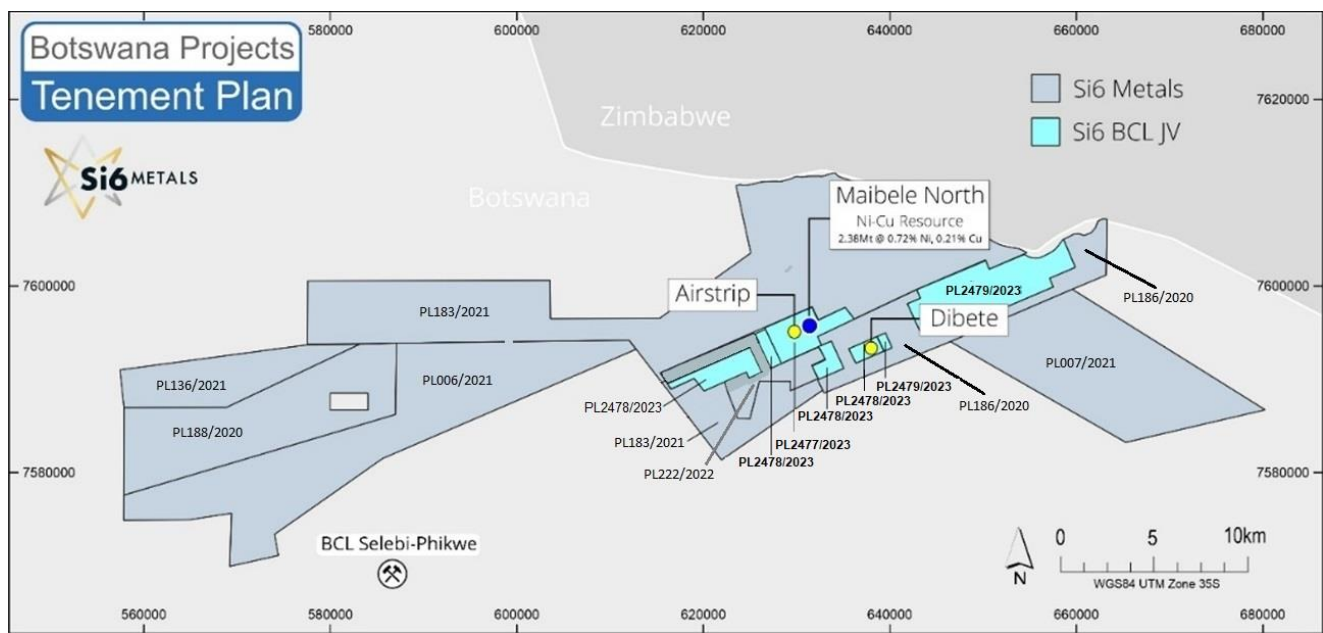 Botswana Projects
Tenement Plan
Si6 METALS
580000
600000
620000
640000
660000
680000
7620000
7620000
Zimbabwe
Botswana
Si6 Metals
Si6 BCL JV
Maibele North
Ni-Cu Resource
2.38Mt @ 0.72% Ni, 0.21% Cu
7600000
7600000
Airstrip
PL2479/2023
PL186/2020
PL183/2021
Dibete
PL006/2021
PL136/2021
PL007/2021
PL2479/2023
PL186/2020
PL2478/2023
PL2478/2023
PL2478/2023
PL188/2020
PL183/2021
PL2477/2023
PL2478/2023
PL222/2022
7580000
7580000
BCL Selebi-Phikwe
N
0 5 10km
WGS84 UTM Zone 35S
560000
580000
600000
620000
640000
660000
680000